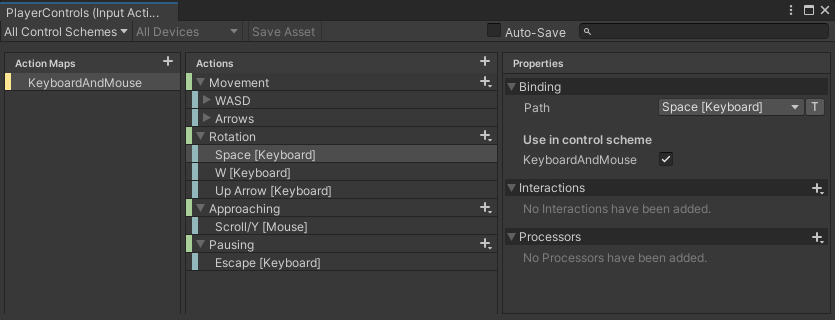 PlayerControls (Input Acti...
All Control Schemes All Devices Save Asset Auto-Save
Action Maps
KeyboardAndMouse
Actions
Movement
WASD
Arrows
Rotation
Space [Keyboard]
W [Keyboard]
Up Arrow [Keyboard]
Approaching
Scroll/Y [Mouse]
Pausing
Escape [Keyboard]
Properties
Binding
Path Space [Keyboard] T
Use in control scheme
KeyboardAndMouse
Interactions
No Interactions have been added.
Processors
No Processors have been added.